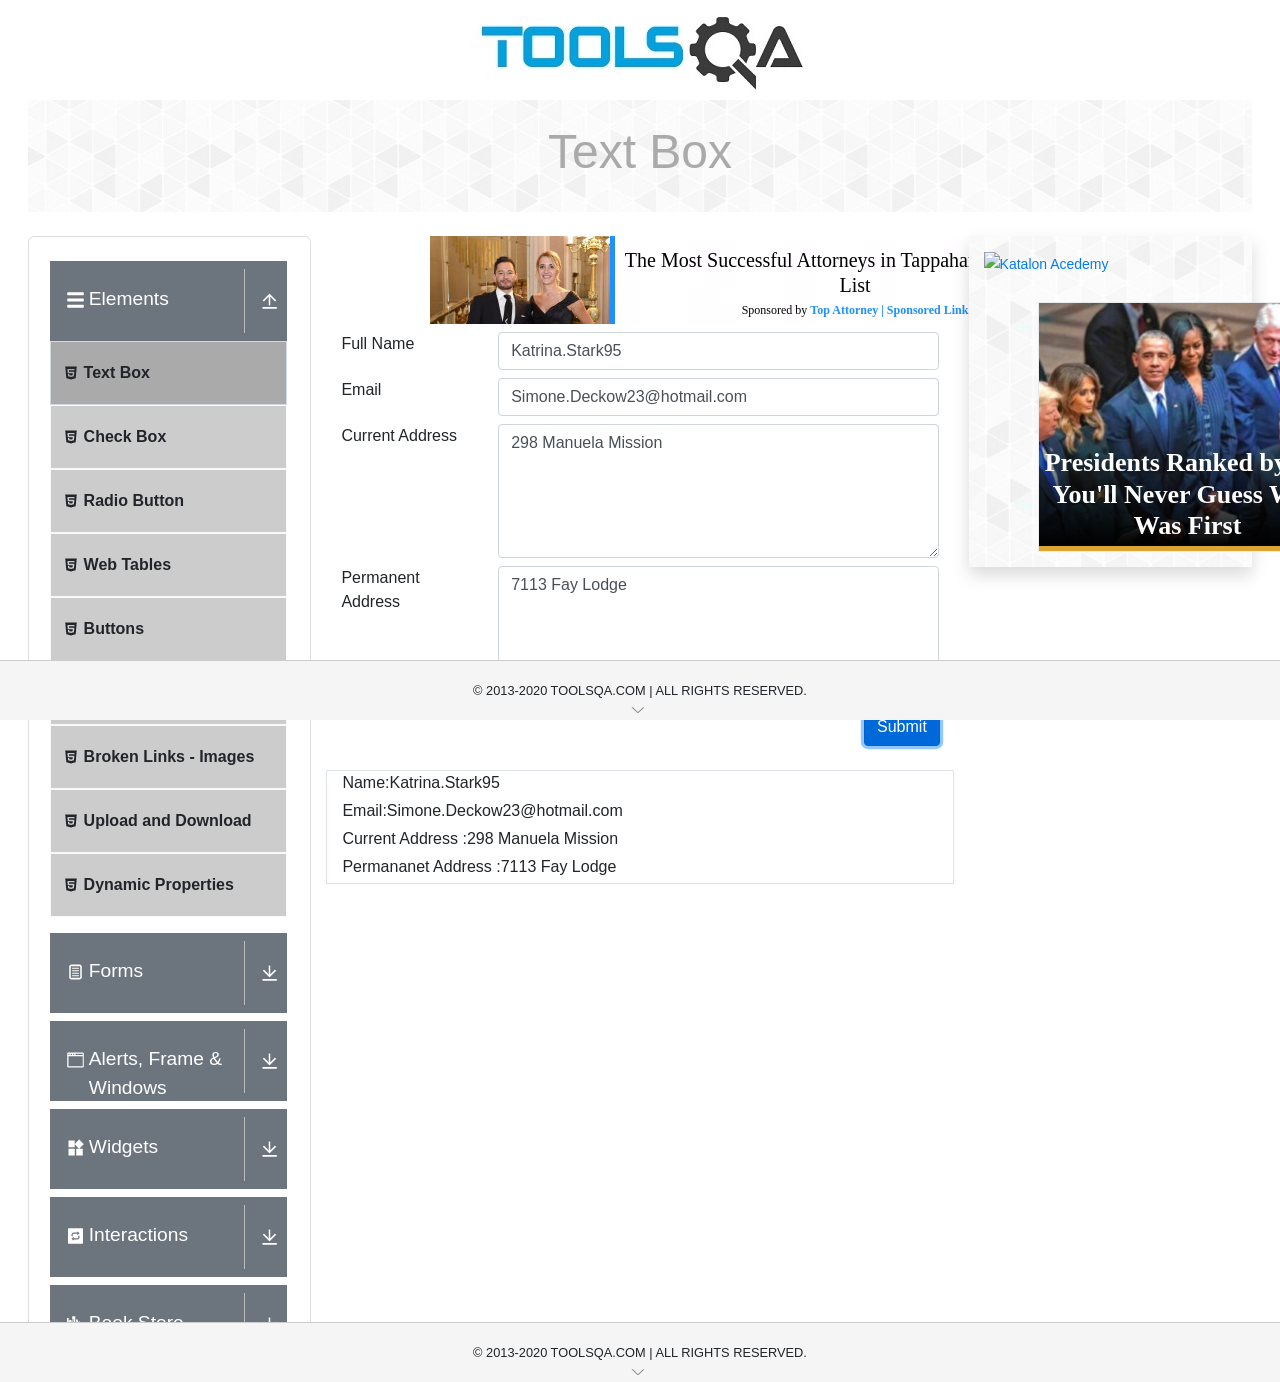 TOOLSQA
Text Box
Elements
Text Box
Check Box
Radio Button
Web Tables
Buttons
Broken Links - Images
Upload and Download
Dynamic Properties
Forms
Alerts, Frame &
Windows
Widgets
Interactions
Book Store
The Most Successful Attorneys in
List
Sponsored by Top Attorney | Sponsored Link
Full Name
Katrina.Stark95
Email
Simone.Deckow23@hotmail.com
Current Address
298 Manuela Mission
Permanent
Address
7113 Fay Lodge
© 2013-2020 TOOLSQA.COM | ALL RIGHTS RESERVED.
Submit
Name:Katrina.Stark95
Email:Simone.Deckow23@hotmail.com
Current Address :298 Manuela Mission
Permananet Address :7113 Fay Lodge
Katalon Acedemy
Presidents Ranked by
You'll Never Guess
Was First
© 2013-2020 TOOLSQA.COM | ALL RIGHTS RESERVED.